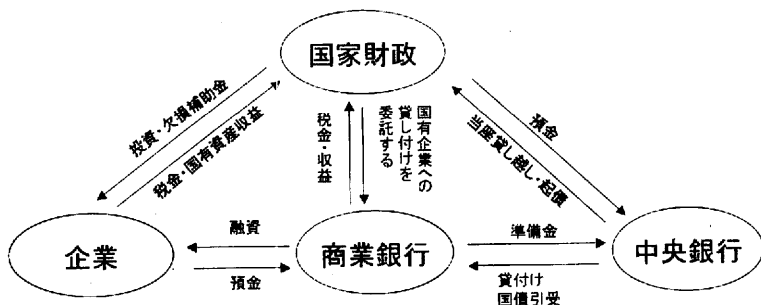 国家財政
投資・欠損補助金
税金・国有資産収益
税金・収益
国有企業への
貸し付けを
委託する
預金
当座貸し越し・起債
企業
融資
預金
商業銀行
準備金
貸付け
国債引受
中央銀行